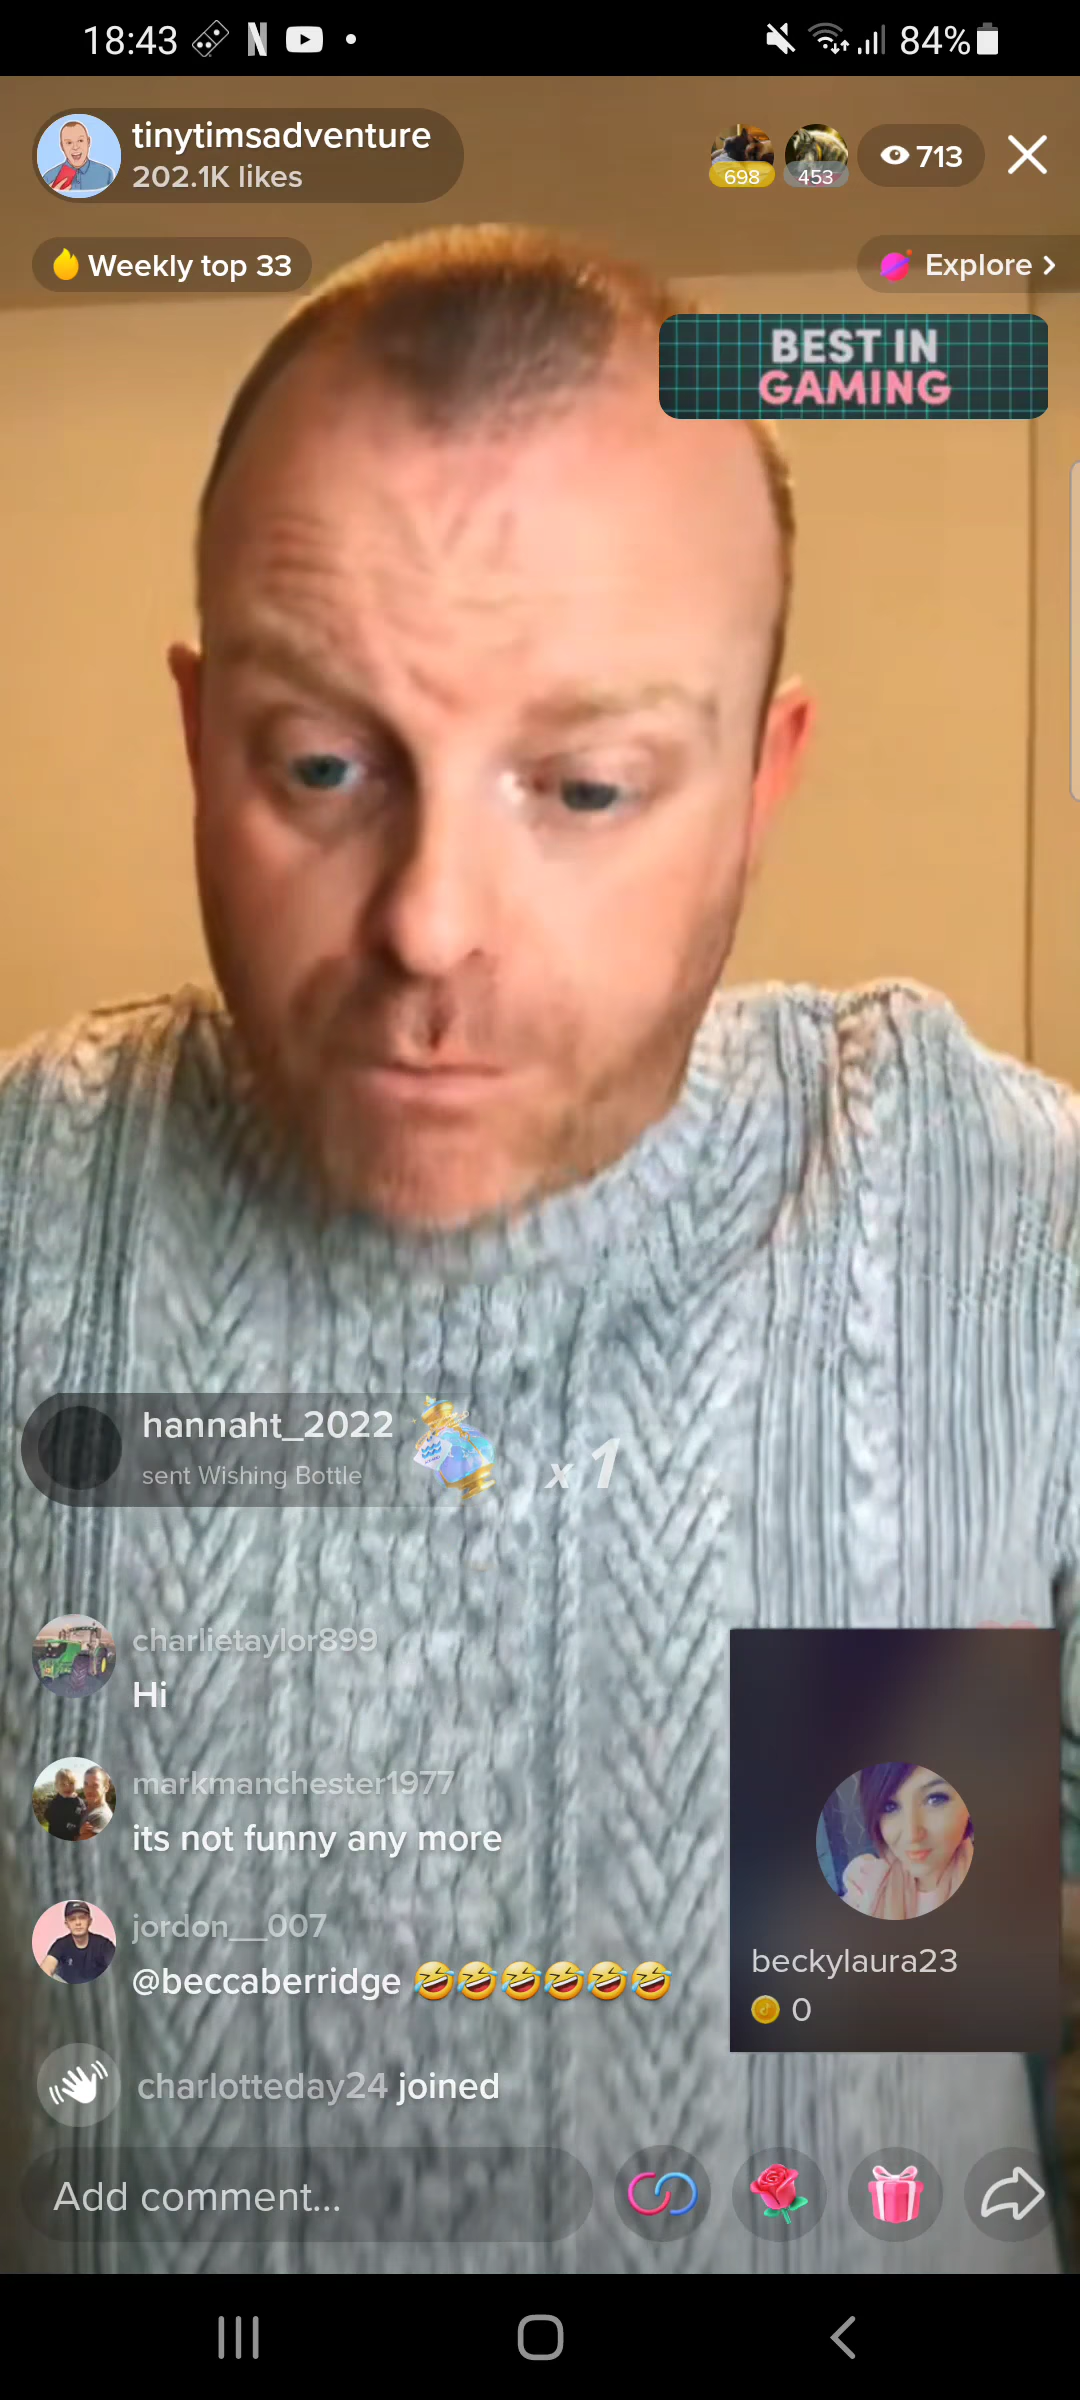 18:43
84%
tinytimsadventure
202.1K likes
698
453
713
Weekly top 33
Explore
BEST IN
GAMING
hannaht_2022
sent Wishing Bottle
x 1
charlietaylor899
Hi
markmanchester1977
its not funny any more
jordon__007
@beccaberridge 🤣🤣🤣🤣🤣🤣
beckylaura23
0
charlotteday24 joined
Add comment...